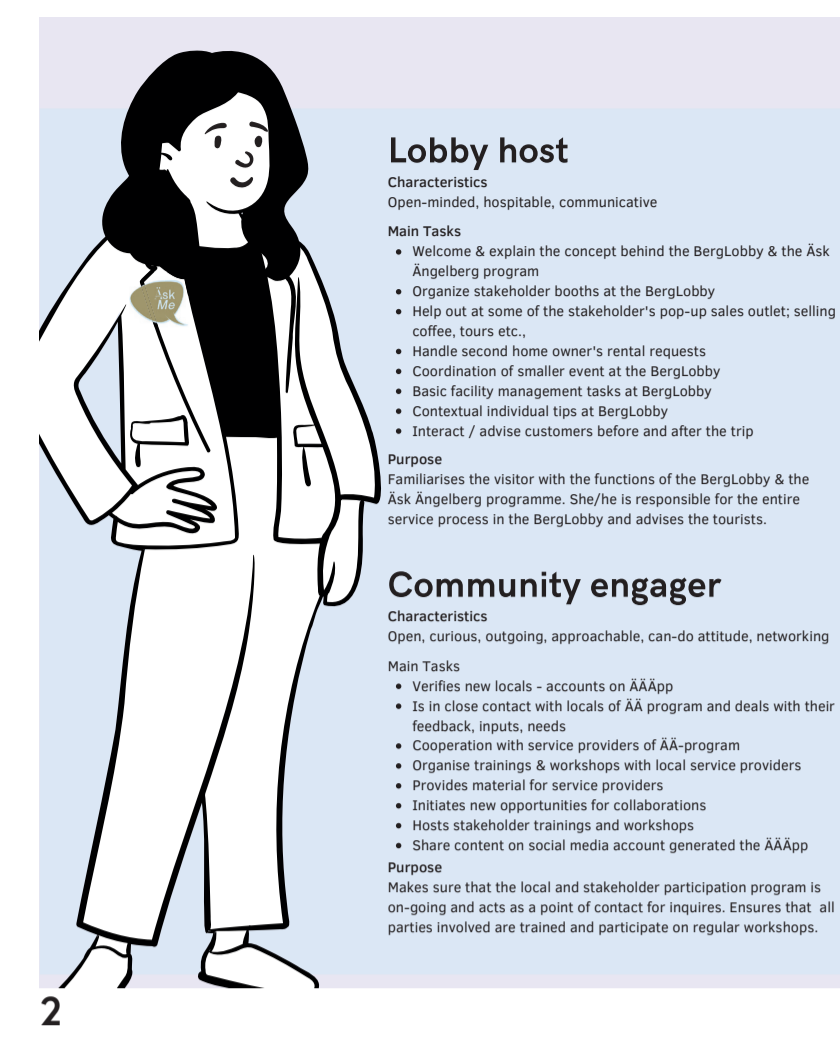 Lobby host
Characteristics
Open-minded, hospitable, communicative
Main Tasks
• Welcome & explain the concept behind the BergLobby & the Äsk
Ängelberg program
• Organize stakeholder booths at the BergLobby
• Help out at some of the stakeholder's pop-up sales outlet; selling
coffee, tours etc.,
• Handle second home owner's rental requests
• Coordination of smaller event at the BergLobby
• Basic facility management tasks at BergLobby
• Contextual individual tips at BergLobby
• Interact / advise customers before and after the trip
Purpose
Familiarises the visitor with the functions of the BergLobby & the
Äsk Ängelberg programme. She/he is responsible for the entire
service process in the BergLobby and advises the tourists.
Äsk
Me
Community engager
Characteristics
Open, curious, outgoing, approachable, can-do attitude, networking
Main Tasks
• Verifies new locals - accounts on ÄÄÄpp
• Is in close contact with locals of ÄÄ program and deals with their
feedback, inputs, needs
• Cooperation with service providers of ÄÄ-program
• Organise trainings & workshops with local service providers
• Provides material for service providers
• Initiates new opportunities for collaborations
• Hosts stakeholder trainings and workshops
• Share content on social media account generated the ÄÄÄpp
Purpose
Makes sure that the local and stakeholder participation program is
on-going and acts as a point of contact for inquires. Ensures that all
parties involved are trained and participate on regular workshops.
2